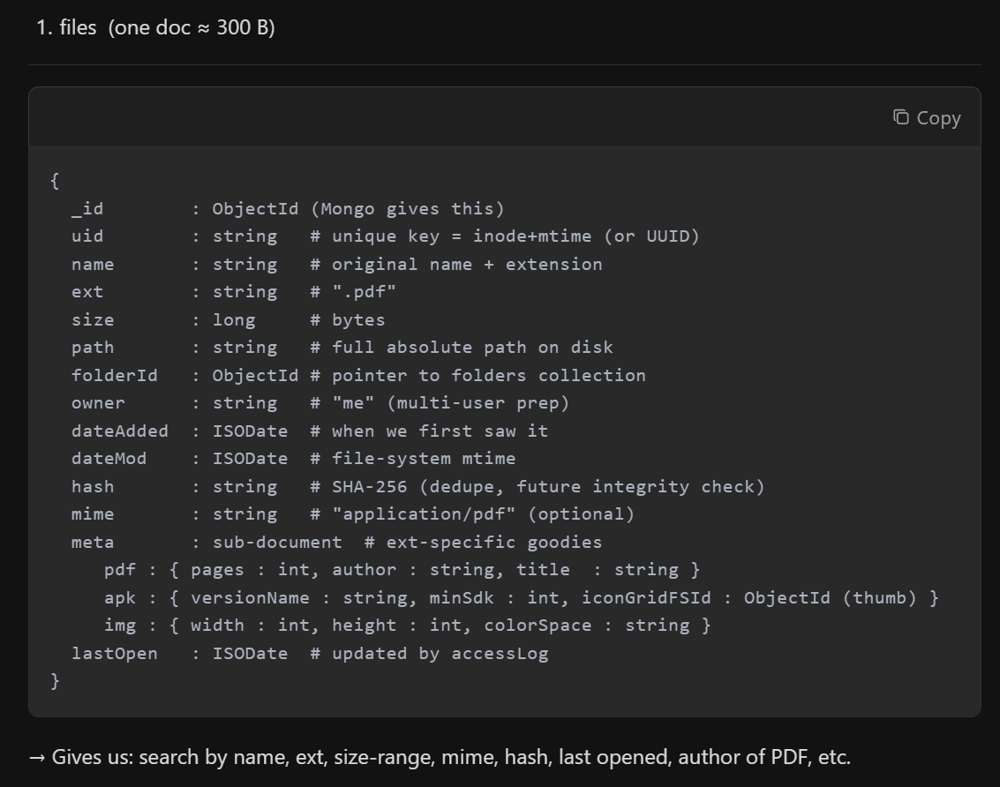 1. files  (one doc ≈ 300 B)
Copy
{
  _id        : ObjectId (Mongo gives this)
  uid        : string   # unique key = inode+mtime (or UUID)
  name       : string   # original name + extension
  ext        : string   # ".pdf"
  size       : long     # bytes
  path       : string   # full absolute path on disk
  folderId   : ObjectId # pointer to folders collection
  owner      : string   # "me" (multi-user prep)
  dateAdded  : ISODate  # when we first saw it
  dateMod    : ISODate  # file-system mtime
  hash       : string   # SHA-256 (dedupe, future integrity check)
  mime       : string   # "application/pdf" (optional)
  meta       : sub-document  # ext-specific goodies
     pdf : { pages : int, author : string, title  : string }
     apk : { versionName : string, minSdk : int, iconGridFSId : ObjectId (thumb) }
     img : { width : int, height : int, colorSpace : string }
  lastOpen   : ISODate  # updated by accessLog
}
→ Gives us: search by name, ext, size-range, mime, hash, last opened, author of PDF, etc.